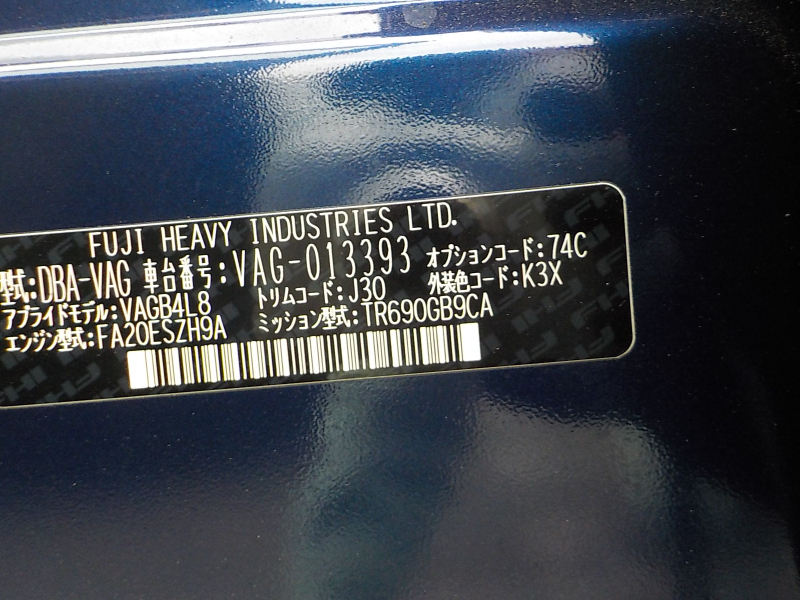 FUJI HEAVY INDUSTRIES LTD.
型式:DBA-VAG 車台番号:VAG-013393 オプションコード:74C
アプライドモデル:VAGB4L8 トリムコード:J30 外装色コード:K3X
エンジン型式:FA20ESZH9A ミッション型式:TR690GB9CA